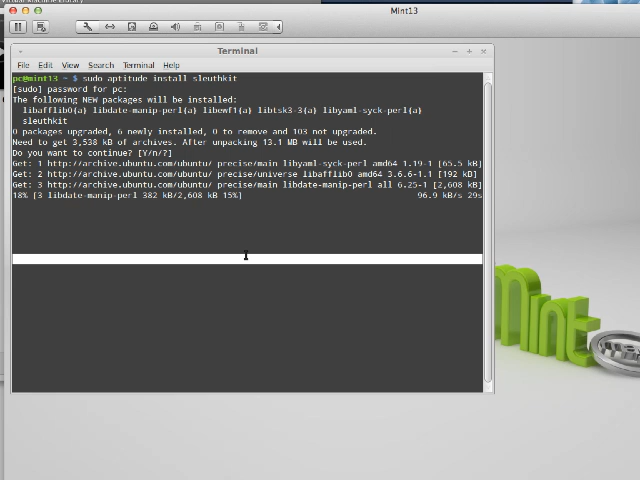 Virtual Machine Library
Mint13
Terminal
File Edit View Search Terminal Help
pc@mint13 ~ $ sudo aptitude install sleuthkit
[sudo] password for pc:
The following NEW packages will be installed:
libafflib0{a} libdate-manip-perl{a} libewf1{a} libtsk3-3{a} libyaml-syck-perl{a}
sleuthkit
0 packages upgraded, 6 newly installed, 0 to remove and 103 not upgraded.
Need to get 3,538 kB of archives. After unpacking 13.1 MB will be used.
Do you want to continue? [Y/n/?]
Get: 1 http://archive.ubuntu.com/ubuntu/ precise/main libyaml-syck-perl amd64 1.19-1 [65.5 kB]
Get: 2 http://archive.ubuntu.com/ubuntu/ precise/universe libafflib0 amd64 3.6.6-1.1 [192 kB]
Get: 3 http://archive.ubuntu.com/ubuntu/ precise/main libdate-manip-perl all 6.25-1 [2,608 kB]
18% [3 libdate-manip-perl 382 kB/2,608 kB 15%] 96.9 kB/s 29s
Mint